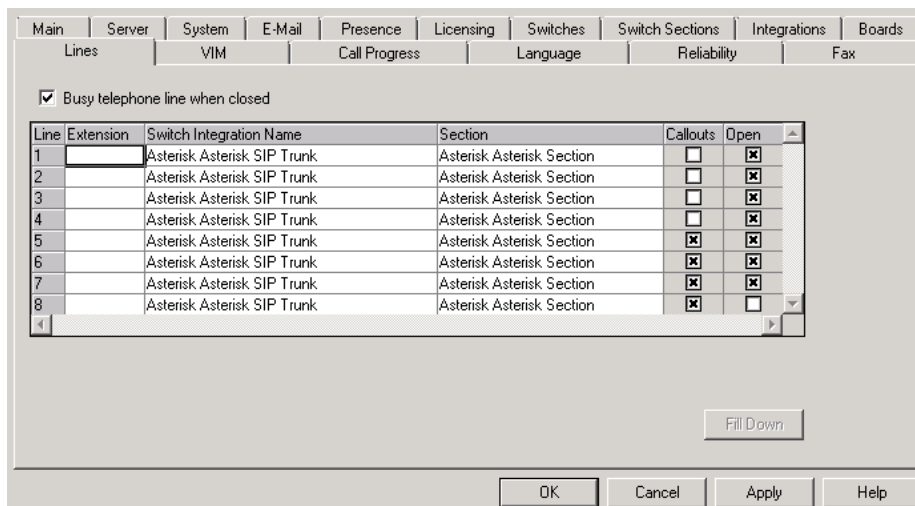 Main Server System E-Mail Presence Licensing Switches Switch Sections Integrations Boards
Lines VIM Call Progress Language Reliability Fax
Busy telephone line when closed
Line Extension Switch Integration Name Section Callouts Open
1 Asterisk Asterisk SIP Trunk Asterisk Asterisk Section
2 Asterisk Asterisk SIP Trunk Asterisk Asterisk Section
3 Asterisk Asterisk SIP Trunk Asterisk Asterisk Section
4 Asterisk Asterisk SIP Trunk Asterisk Asterisk Section
5 Asterisk Asterisk SIP Trunk Asterisk Asterisk Section
6 Asterisk Asterisk SIP Trunk Asterisk Asterisk Section
7 Asterisk Asterisk SIP Trunk Asterisk Asterisk Section
8 Asterisk Asterisk SIP Trunk Asterisk Asterisk Section
Fill Down
OK Cancel Apply Help